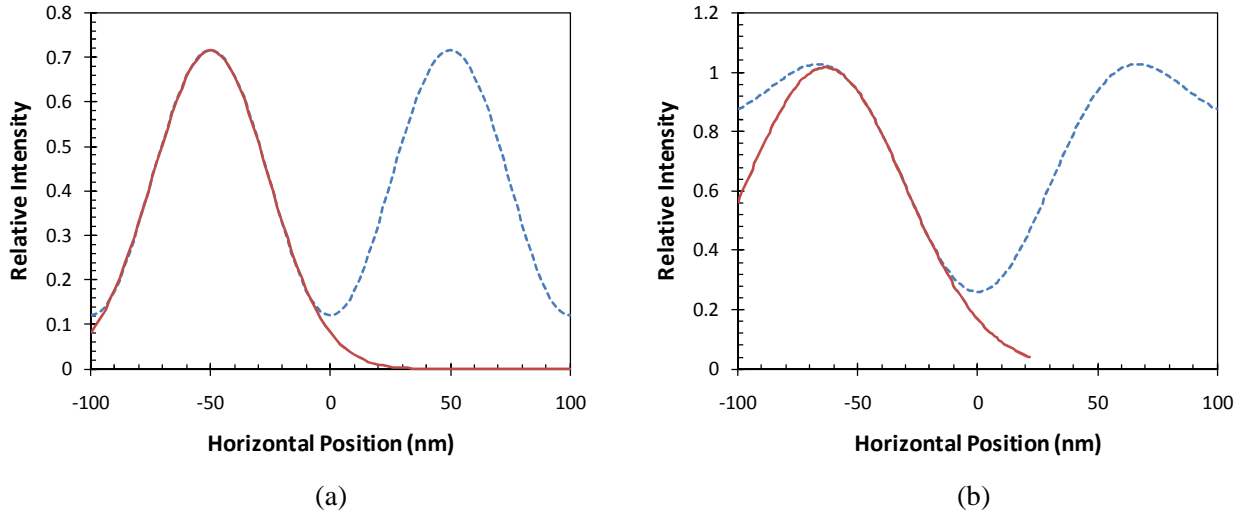 0.8
0.7
0.6
0.5
0.4
0.3
0.2
0.1
0
Relative Intensity
-100 -50 0 50 100
Horizontal Position (nm)
(a)
1.2
1
0.8
0.6
0.4
0.2
0
Relative Intensity
-100 -50 0 50 100
Horizontal Position (nm)
(b)